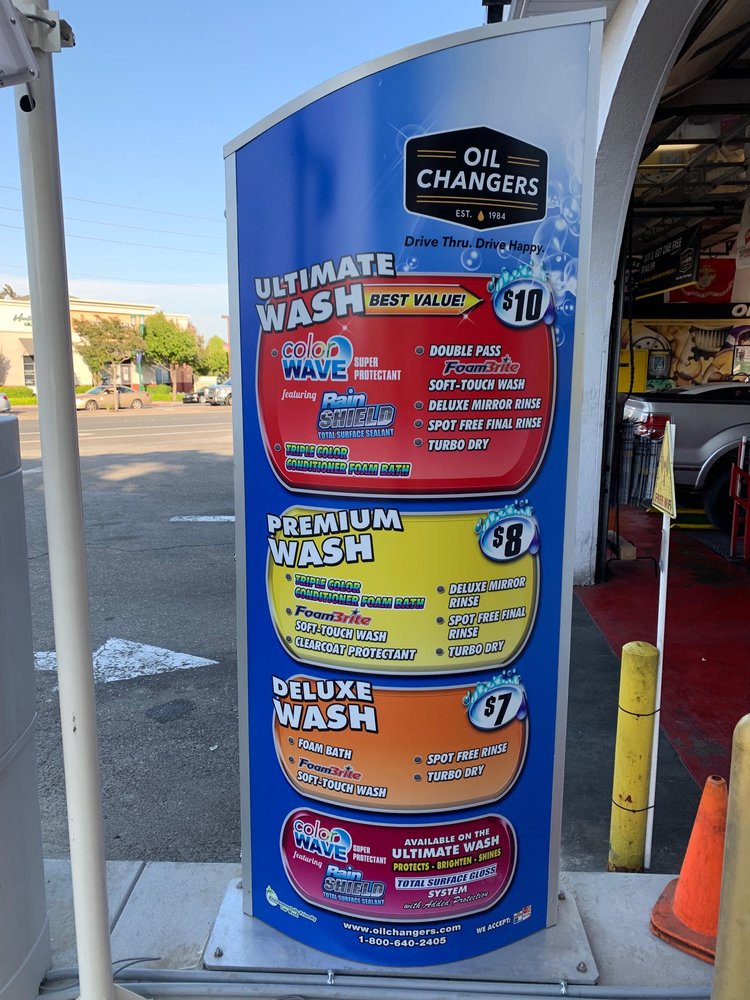 OIL
CHANGERS
EST. 1984
Drive Thru. Drive Happy.
ULTIMATE
WASH
BEST VALUE!
$10
color
WAVE
SUPER
PROTECTANT
featuring
Rain
SHIELD
TOTAL SURFACE SEALANT
TRIPLE COLOR
CONDITIONER FOAM BATH
DOUBLE PASS
FoamBrite
SOFT-TOUCH WASH
DELUXE MIRROR RINSE
SPOT FREE FINAL RINSE
TURBO DRY
PREMIUM
WASH
$8
TRIPLE COLOR
CONDITIONER FOAM BATH
FoamBrite
SOFT-TOUCH WASH
CLEARCOAT PROTECTANT
DELUXE MIRROR
RINSE
SPOT FREE FINAL
RINSE
TURBO DRY
DELUXE
WASH
$7
FOAM BATH
FoamBrite
SOFT-TOUCH WASH
SPOT FREE RINSE
TURBO DRY
color
WAVE
SUPER
PROTECTANT
featuring
Rain
SHIELD
TOTAL SURFACE SEALANT
AVAILABLE ON THE
ULTIMATE WASH
PROTECTS - BRIGHTEN - SHINES
TOTAL SURFACE GLOSS
SYSTEM
with Added Protection
www.oilchangers.com
1-800-640-2405
WE ACCEPT:
FREE WIFI